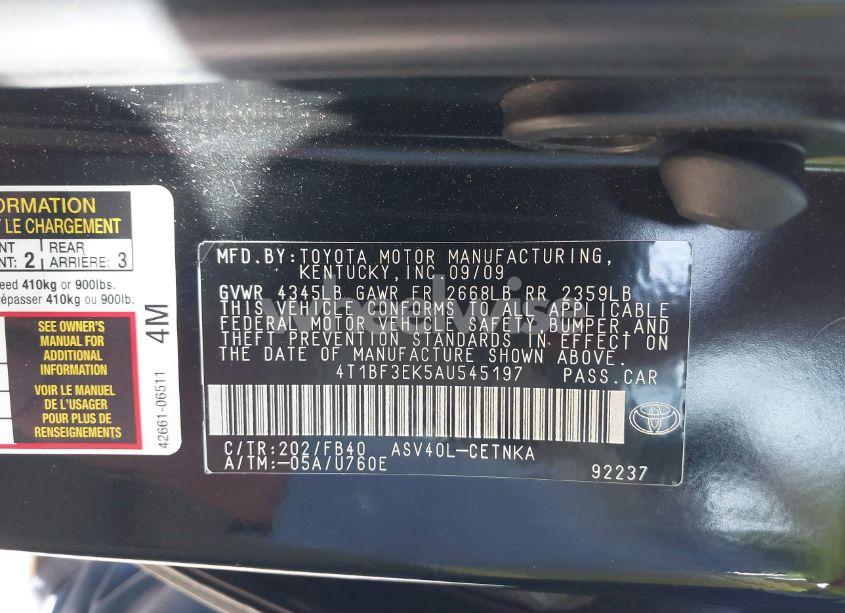 ORMATION
T LE CHARGEMENT
NT 2 REAR
NT: ARRIÈRE: 3
eed 410kg or 900lbs.
épasser 410kg ou 900lb.
SEE OWNER'S
MANUAL FOR
ADDITIONAL
INFORMATION
VOIR LE MANUEL
DE L'USAGER
POUR PLUS DE
RENSEIGNEMENTS
4M
42661-06511
MFD.BY: TOYOTA MOTOR MANUFACTURING,
KENTUCKY, INC. 09/09
GVWR 4345LB GAWR FR 2668LB RR 2359LB
THIS VEHICLE CONFORMS TO ALL APPLICABLE
FEDERAL MOTOR VEHICLE SAFETY, BUMPER, AND
THEFT PREVENTION STANDARDS IN EFFECT ON
THE DATE OF MANUFACTURE SHOWN ABOVE.
4T1BF3EK5AU545197 PASS.CAR
C/TR:202/FB40 ASV40L-CETNKA
A/TM:-05A/U760E 92237
wheelwise